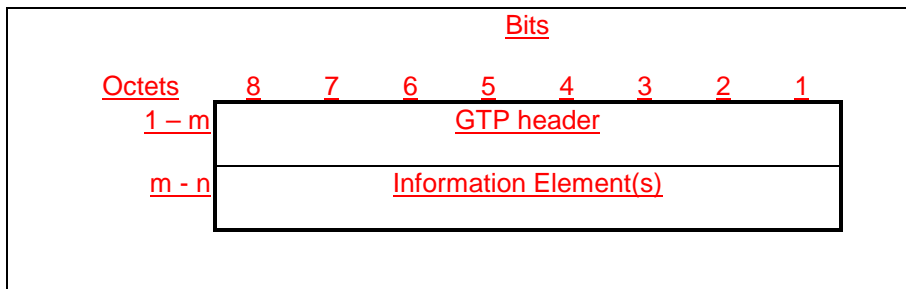 Bits
Octets 8 7 6 5 4 3 2 1
1 – m GTP header
m - n Information Element(s)